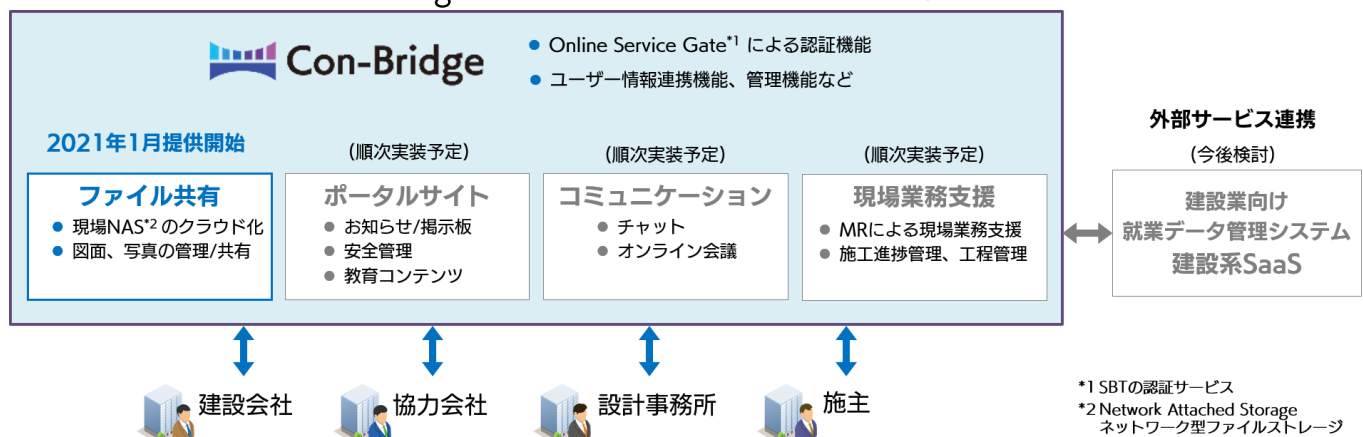 Con-Bridge
● Online Service Gate*1 による認証機能
● ユーザー情報連携機能、管理機能など
2021年1月提供開始
ファイル共有
● 現場NAS*2 のクラウド化
● 図面、写真の管理/共有
(順次実装予定)
ポータルサイト
● お知らせ/掲示板
● 安全管理
● 教育コンテンツ
(順次実装予定)
コミュニケーション
● チャット
● オンライン会議
(順次実装予定)
現場業務支援
● MRによる現場業務支援
● 施工進捗管理、工程管理
外部サービス連携
(今後検討)
建設業向け
就業データ管理システム
建設系SaaS
建設会社
協力会社
設計事務所
施主
*1 SBTの認証サービス
*2 Network Attached Storage
ネットワーク型ファイルストレージ